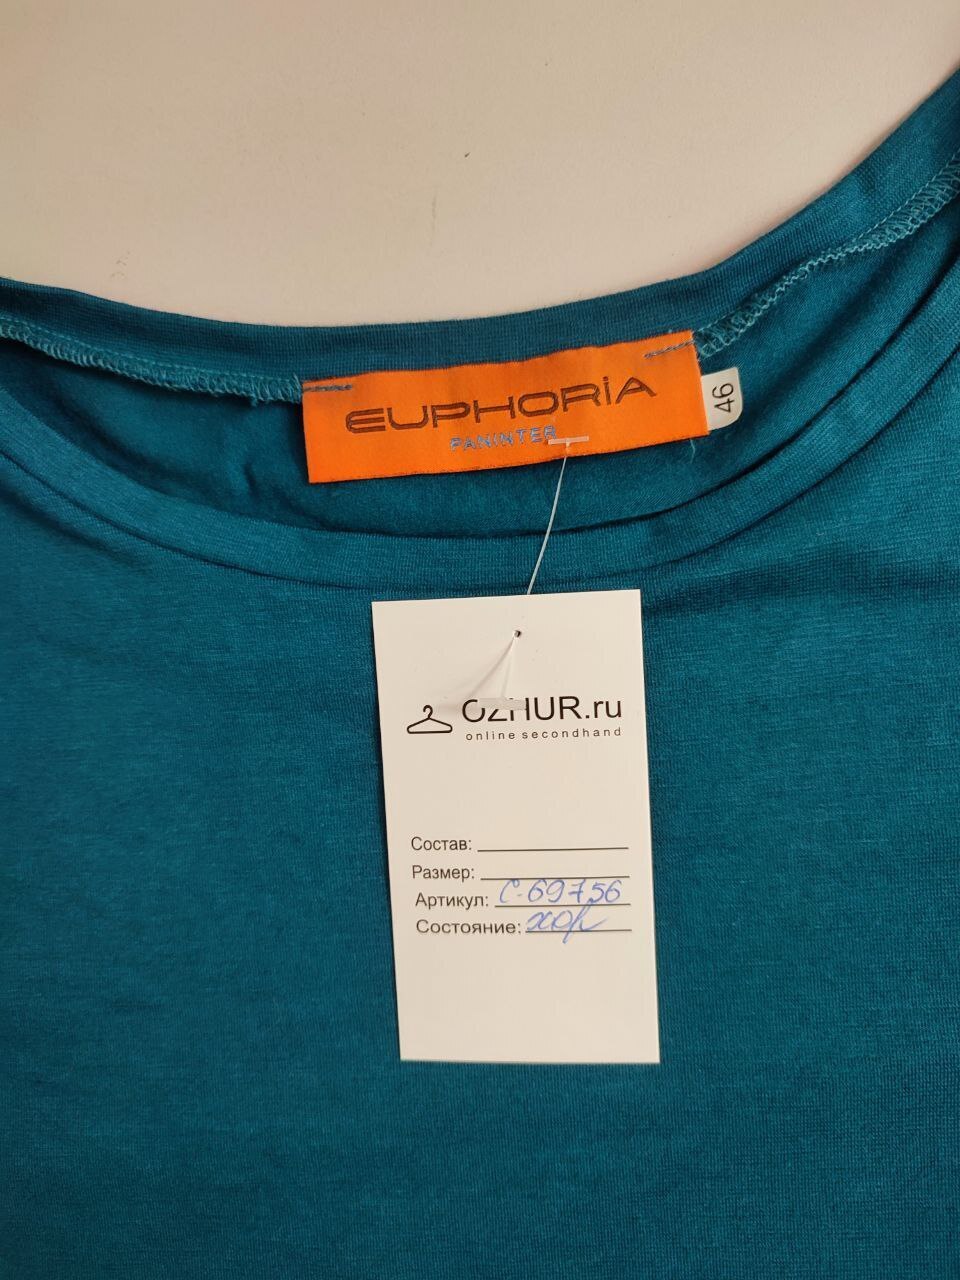 EUPHORiA
PANINTER
46
OZHUR.ru
online secondhand
Состав:
Размер:
Артикул: С-69756
Состояние: хор